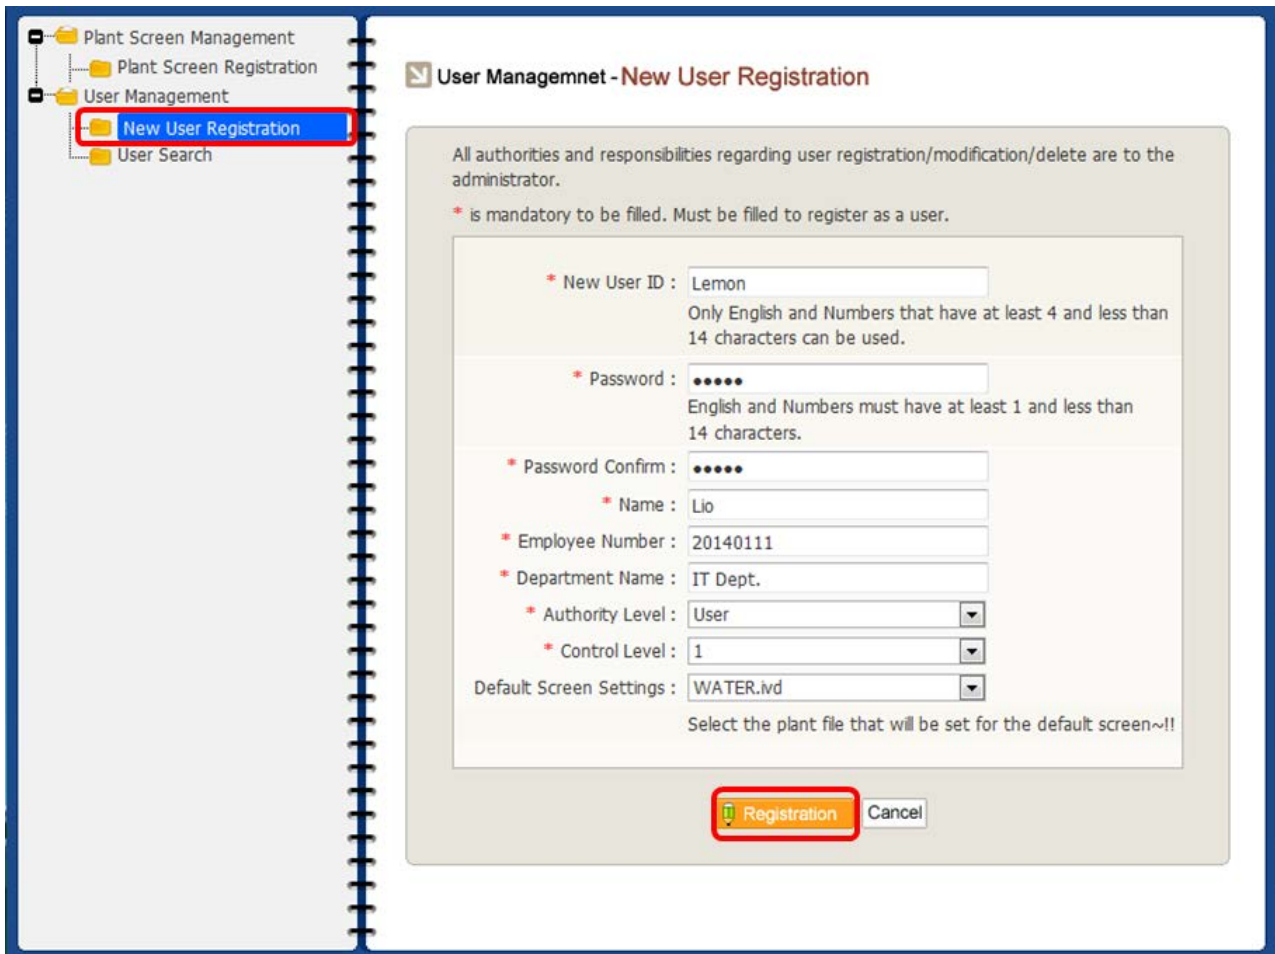 Plant Screen Management
Plant Screen Registration
User Management
New User Registration
User Search
User Managemnet - New User Registration
All authorities and responsibilities regarding user registration/modification/delete are to the
administrator.
* is mandatory to be filled. Must be filled to register as a user.
* New User ID : Lemon
Only English and Numbers that have at least 4 and less than
14 characters can be used.
* Password : •••••
English and Numbers must have at least 1 and less than
14 characters.
* Password Confirm : •••••
* Name : Lio
* Employee Number : 20140111
* Department Name : IT Dept.
* Authority Level : User
* Control Level : 1
Default Screen Settings : WATER.ivd
Select the plant file that will be set for the default screen~!!
Registration Cancel